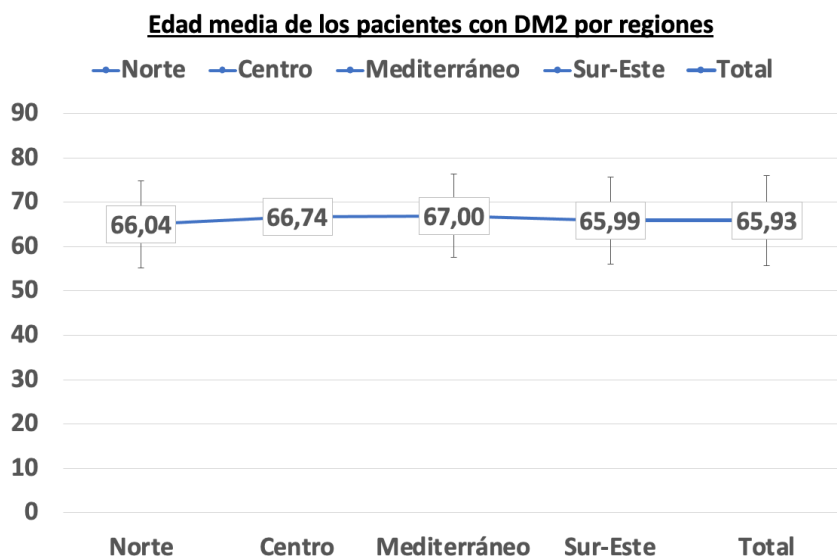 Edad media de los pacientes con DM2 por regiones
Norte Centro Mediterráneo Sur-Este Total
90
80
70
60
50
40
30
20
10
0
66,04 66,74 67,00 65,99 65,93
Norte Centro Mediterráneo Sur-Este Total